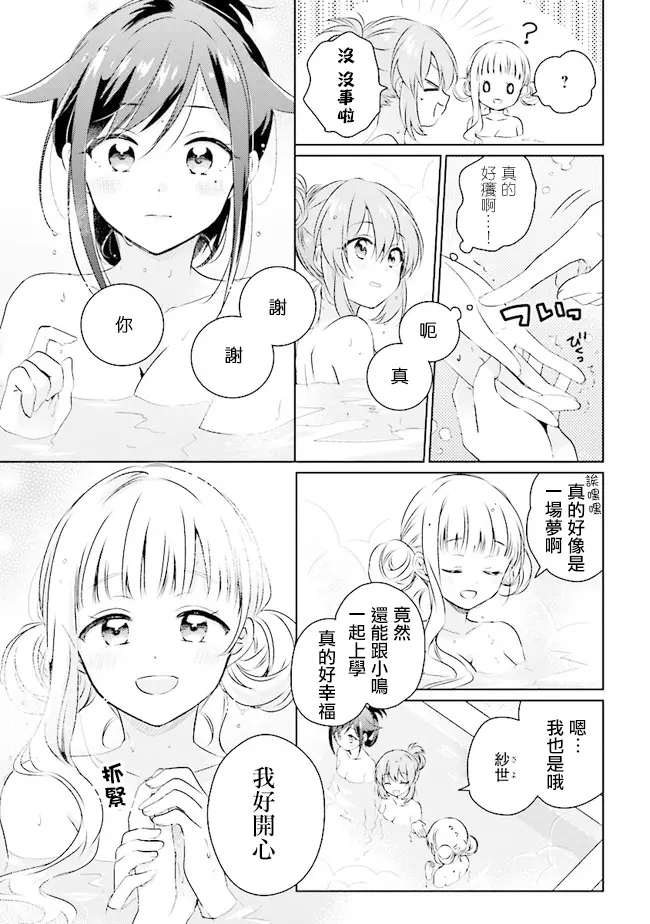 ?
?
沒
沒事啦
真的
好癢啊…!
ついっ
びくっ
呃
真
謝
謝
你
誒嘿嘿
真的好像是
一場夢啊
竟然
還能跟小鳴
一起上學
真的好幸福
嗯…
我也是哦
紗世
さよ
我好開心
抓緊